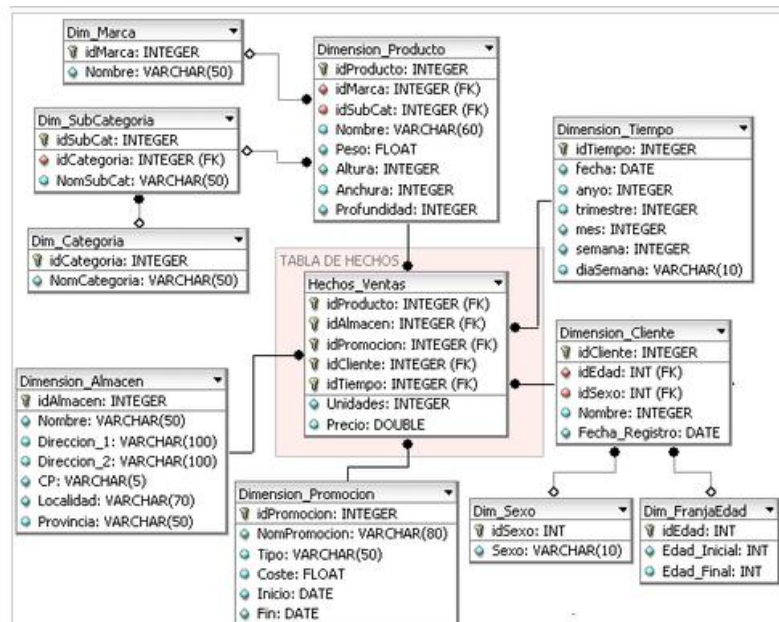 Dim_Marca
idMarca: INTEGER
Nombre: VARCHAR(50)
Dimension_Producto
idProducto: INTEGER
idMarca: INTEGER (FK)
idSubCat: INTEGER (FK)
Nombre: VARCHAR(60)
Peso: FLOAT
Altura: INTEGER
Anchura: INTEGER
Profundidad: INTEGER
Dim_SubCategoria
idSubCat: INTEGER
idCategoria: INTEGER (FK)
NomSubCat: VARCHAR(50)
Dim_Categoria
idCategoria: INTEGER
NomCategoria: VARCHAR(50)
Dimension_Tiempo
idTiempo: INTEGER
fecha: DATE
anyo: INTEGER
trimestre: INTEGER
mes: INTEGER
semana: INTEGER
diaSemana: VARCHAR(10)
TABLA DE HECHOS
Hechos_Ventas
idProducto: INTEGER (FK)
idAlmacen: INTEGER (FK)
idPromocion: INTEGER (FK)
idCliente: INTEGER (FK)
idTiempo: INTEGER (FK)
Unidades: INTEGER
Precio: DOUBLE
Dimension_Cliente
idCliente: INTEGER
idEdad: INT (FK)
idSexo: INT (FK)
Nombre: INTEGER
Fecha_Registro: DATE
Dimension_Almacen
idAlmacen: INTEGER
Nombre: VARCHAR(50)
Direccion_1: VARCHAR(100)
Direccion_2: VARCHAR(100)
CP: VARCHAR(5)
Localidad: VARCHAR(70)
Provincia: VARCHAR(50)
Dimension_Promocion
idPromocion: INTEGER
NomPromocion: VARCHAR(80)
Tipo: VARCHAR(50)
Coste: FLOAT
Inicio: DATE
Fin: DATE
Dim_Sexo
idSexo: INT
Sexo: VARCHAR(10)
Dim_FranjaEdad
idEdad: INT
Edad_Inicial: INT
Edad_Final: INT